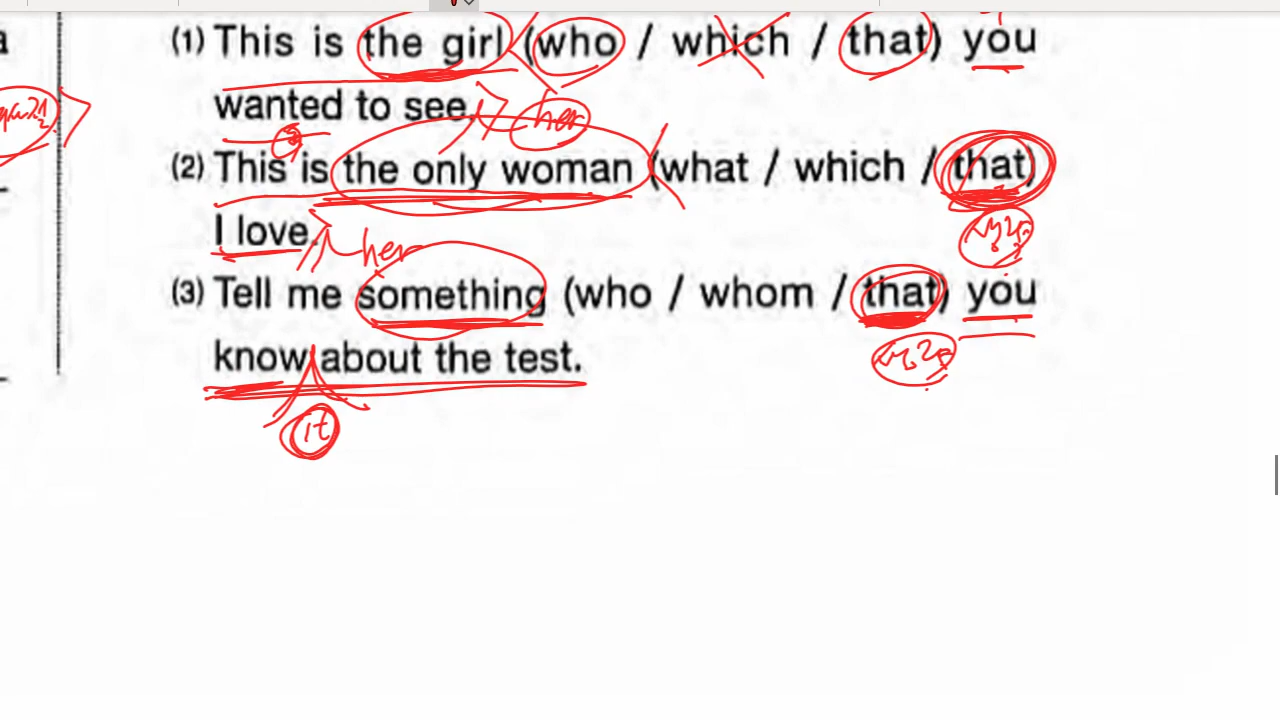 (1) This is the girl (who / which / that) you
wanted to see.
her
(2) This is the only woman (what / which / that)
I love.
her
(3) Tell me something (who / whom / that) you
know about the test.
it